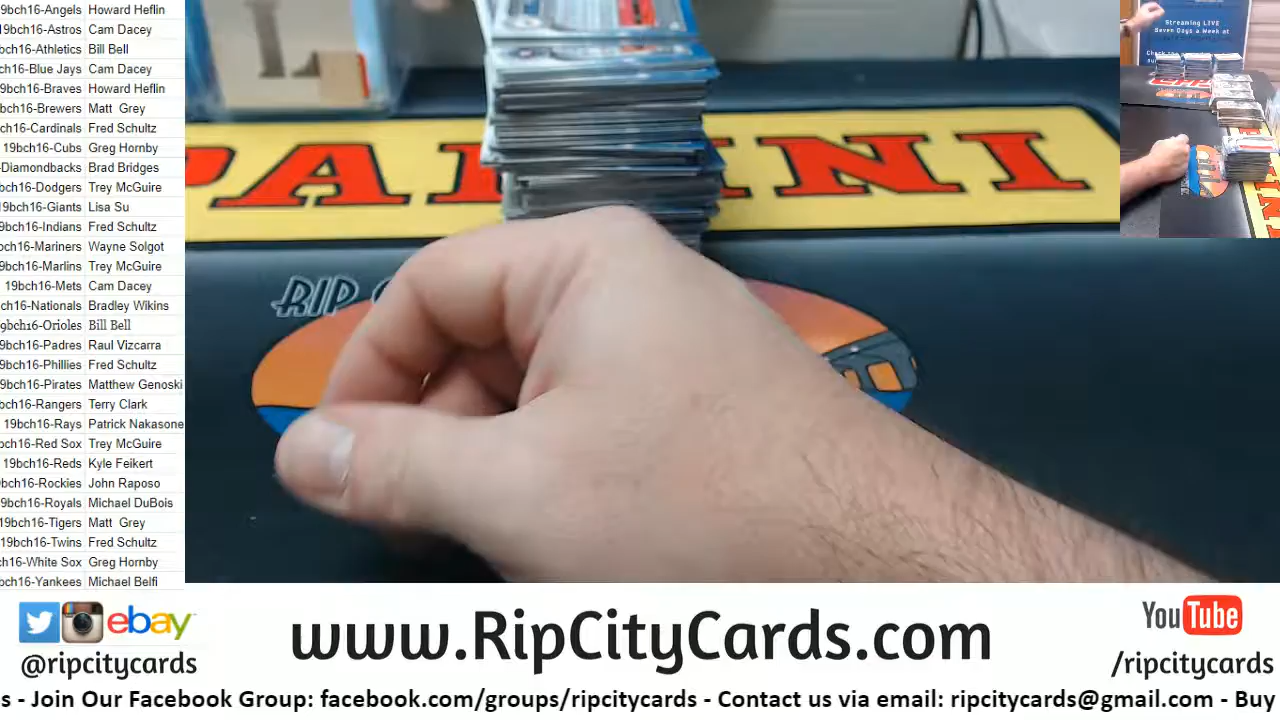 9bch16-Angels Howard Heflin
19bch16-Astros Cam Dacey
9bch16-Athletics Bill Bell
ch16-Blue Jays Cam Dacey
9bch16-Braves Howard Heflin
9bch16-Brewers Matt Grey
ch16-Cardinals Fred Schultz
19bch16-Cubs Greg Hornby
-Diamondbacks Brad Bridges
9bch16-Dodgers Trey McGuire
19bch16-Giants Lisa Su
9bch16-Indians Fred Schultz
ch16-Mariners Wayne Solgot
9bch16-Marlins Trey McGuire
19bch16-Mets Cam Dacey
ch16-Nationals Bradley Wikins
9bch16-Orioles Bill Bell
9bch16-Padres Raul Vizcarra
9bch16-Phillies Fred Schultz
9bch16-Pirates Matthew Genoski
ch16-Rangers Terry Clark
19bch16-Rays Patrick Nakasone
ch16-Red Sox Trey McGuire
19bch16-Reds Kyle Feikert
ch16-Rockies John Raposo
9bch16-Royals Michael DuBois
19bch16-Tigers Matt Grey
19bch16-Twins Fred Schultz
ch16-White Sox Greg Hornby
bch16-Yankees Michael Belfi
PANINI
RIP
L
Streaming LIVE
Seven Days a Week at
ebay
@ripcitycards
www.RipCityCards.com
YouTube
/ripcitycards
s - Join Our Facebook Group: facebook.com/groups/ripcitycards - Contact us via email: ripcitycards@gmail.com - Buy